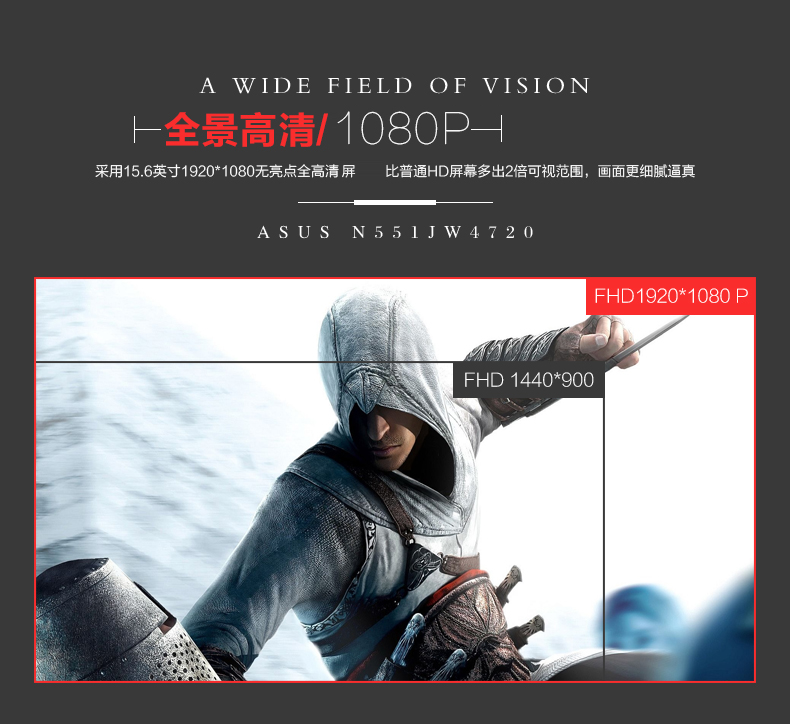 A WIDE FIELD OF VISION
全景高清/1080P
采用15.6英寸1920*1080无亮点全高清屏 比普通HD屏幕多出2倍可视范围，画面更细腻逼真
ASUS N551JW4720
FHD1920*1080 P
FHD 1440*900